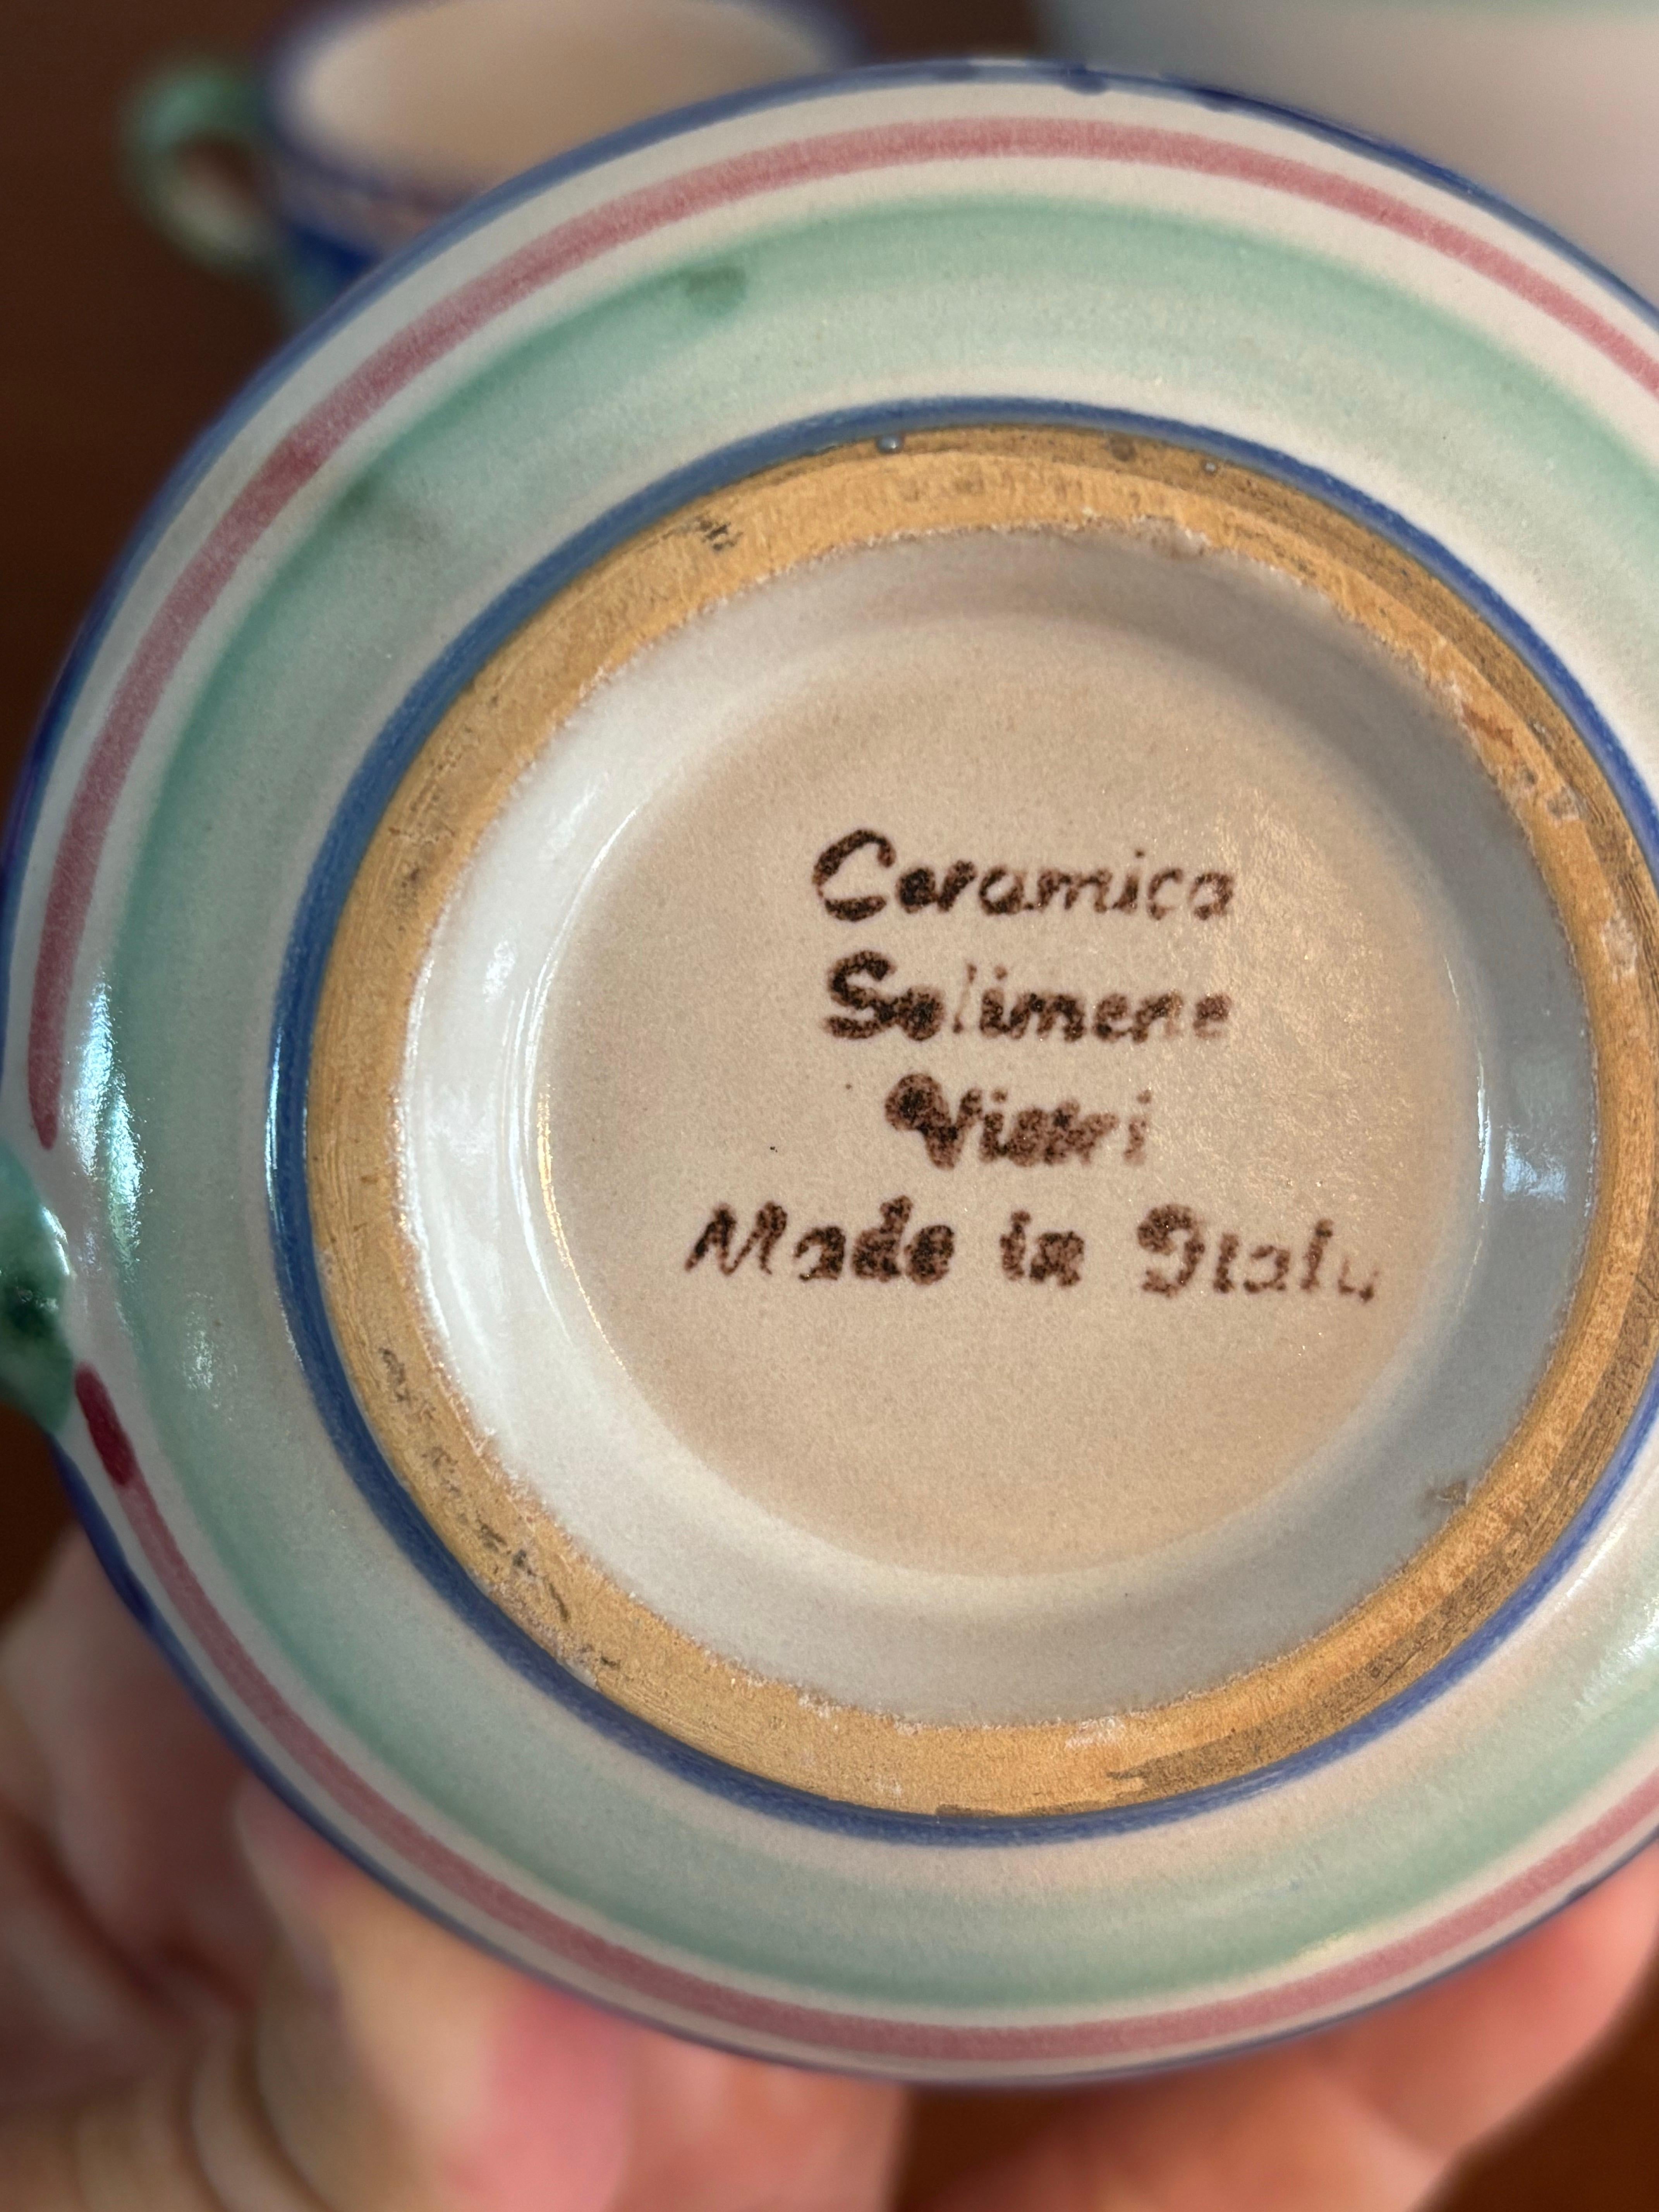 Ceramica
Solimene
Vietri
Made in Italy